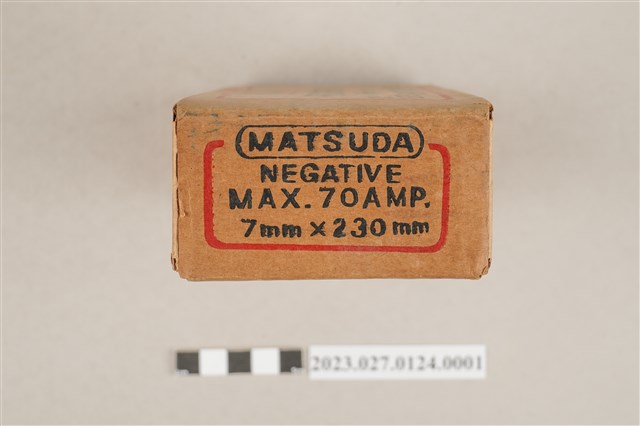 MATSUDA
NEGATIVE
MAX. 70AMP.
7mm x 230mm
2023.027.0124.0001